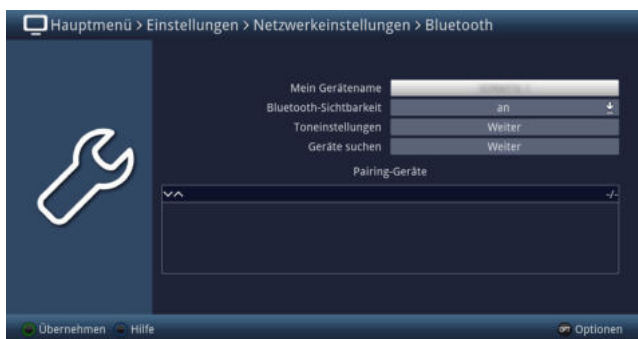 Hauptmenü > Einstellungen > Netzwerkeinstellungen > Bluetooth
Mein Gerätename
Bluetooth-Sichtbarkeit an
Toneinstellungen Weiter
Geräte suchen Weiter
Pairing-Geräte
-/-
Übernehmen Hilfe Optionen